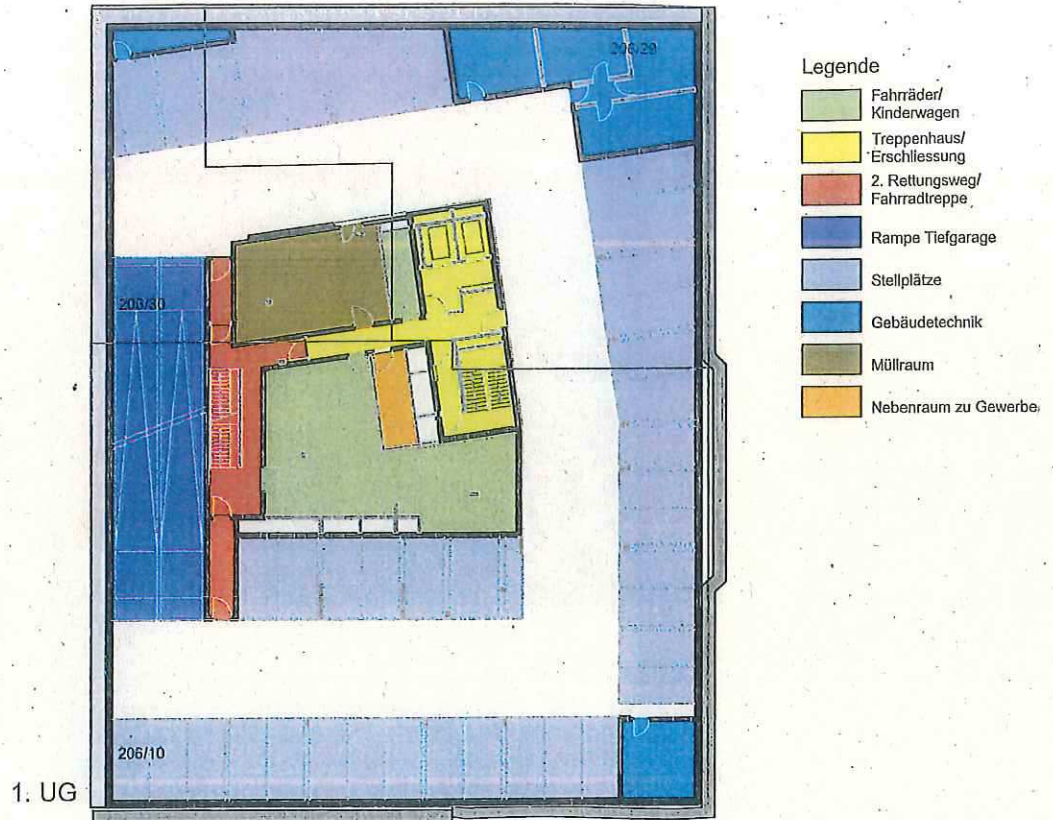 206/29
Legende
Fahrräder/
Kinderwagen
Treppenhaus/
Erschliessung
2. Rettungsweg/
Fahrradtreppe
Rampe Tiefgarage
Stellplätze
Gebäudetechnik
Müllraum
Nebenraum zu Gewerbe
206/30
206/10
1. UG